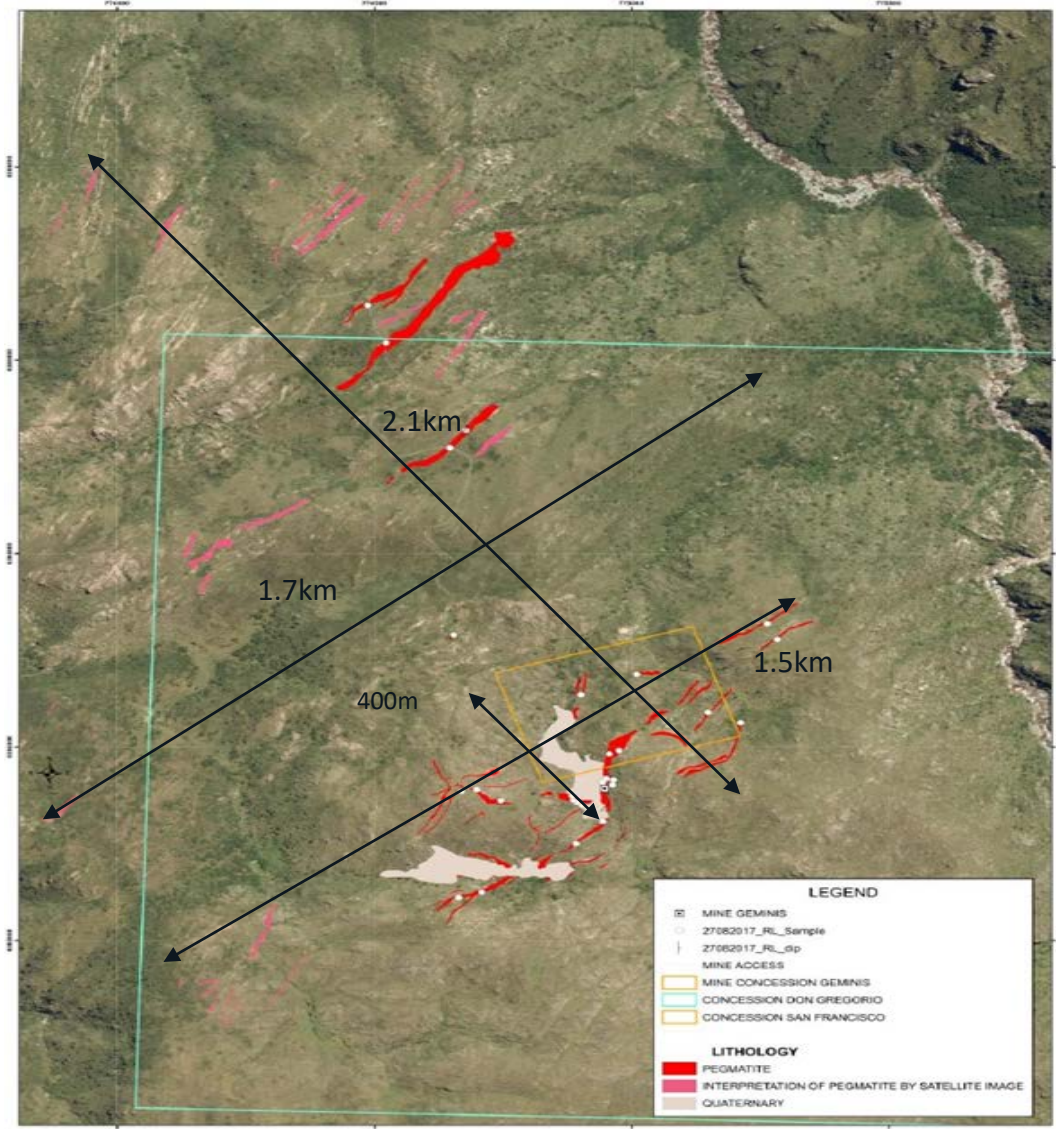 2.1km
1.7km
1.5km
400m
LEGEND
MINE GEMINIS
27082017_RL_Sample
27082017_RL_dip
MINE ACCESS
MINE CONCESSION GEMINIS
CONCESSION DON GREGORIO
CONCESSION SAN FRANCISCO
LITHOLOGY
PEGMATITE
INTERPRETATION OF PEGMATITE BY SATELLITE IMAGE
QUATERNARY